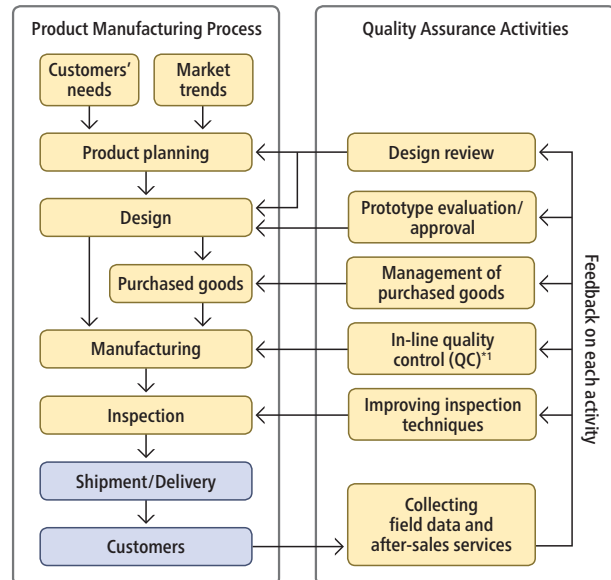 Product Manufacturing Process
Customers’
needs
Market
trends
Product planning
Design
Purchased goods
Manufacturing
Inspection
Shipment/Delivery
Customers
Quality Assurance Activities
Design review
Prototype evaluation/
approval
Management of
purchased goods
In-line quality
control (QC)*1
Improving inspection
techniques
Collecting
field data and
after-sales services
Feedback on each activity